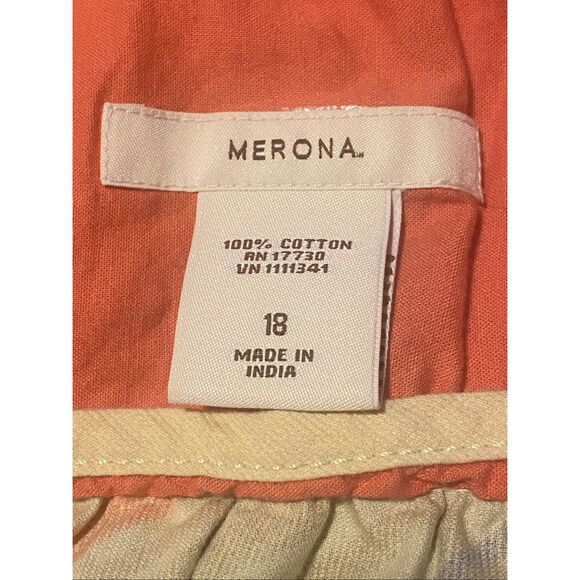 MERONA
100% COTTON
RN 17730
VN 1111341
18
MADE IN
INDIA